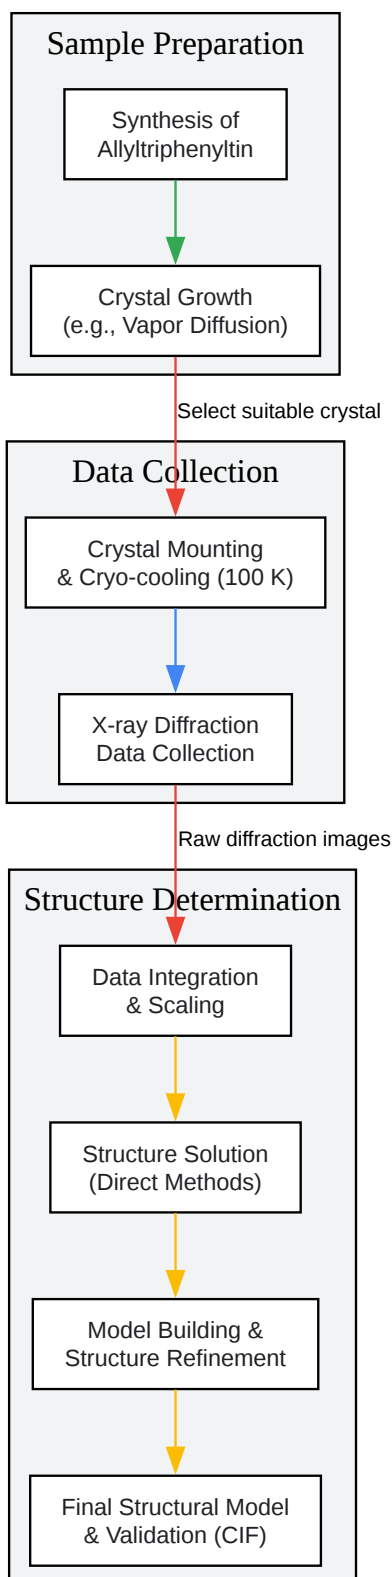 Sample Preparation
Synthesis of
Allyltriphenyltin
Crystal Growth
(e.g., Vapor Diffusion)
Select suitable crystal
Data Collection
Crystal Mounting
& Cryo-cooling (100 K)
X-ray Diffraction
Data Collection
Raw diffraction images
Structure Determination
Data Integration
& Scaling
Structure Solution
(Direct Methods)
Model Building &
Structure Refinement
Final Structural Model
& Validation (CIF)